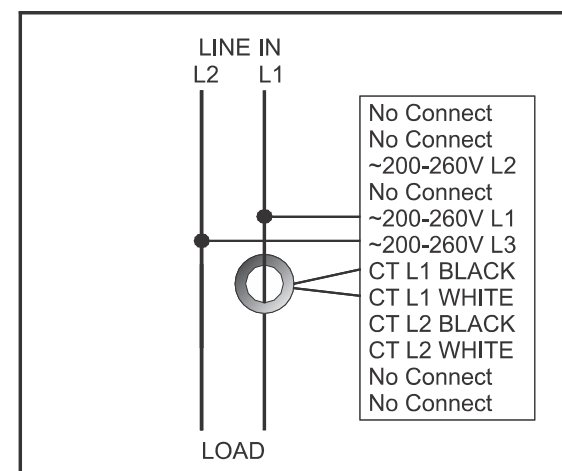 LINE IN
L2 L1
No Connect
No Connect
~200-260V L2
No Connect
~200-260V L1
~200-260V L3
CT L1 BLACK
CT L1 WHITE
CT L2 BLACK
CT L2 WHITE
No Connect
No Connect
LOAD